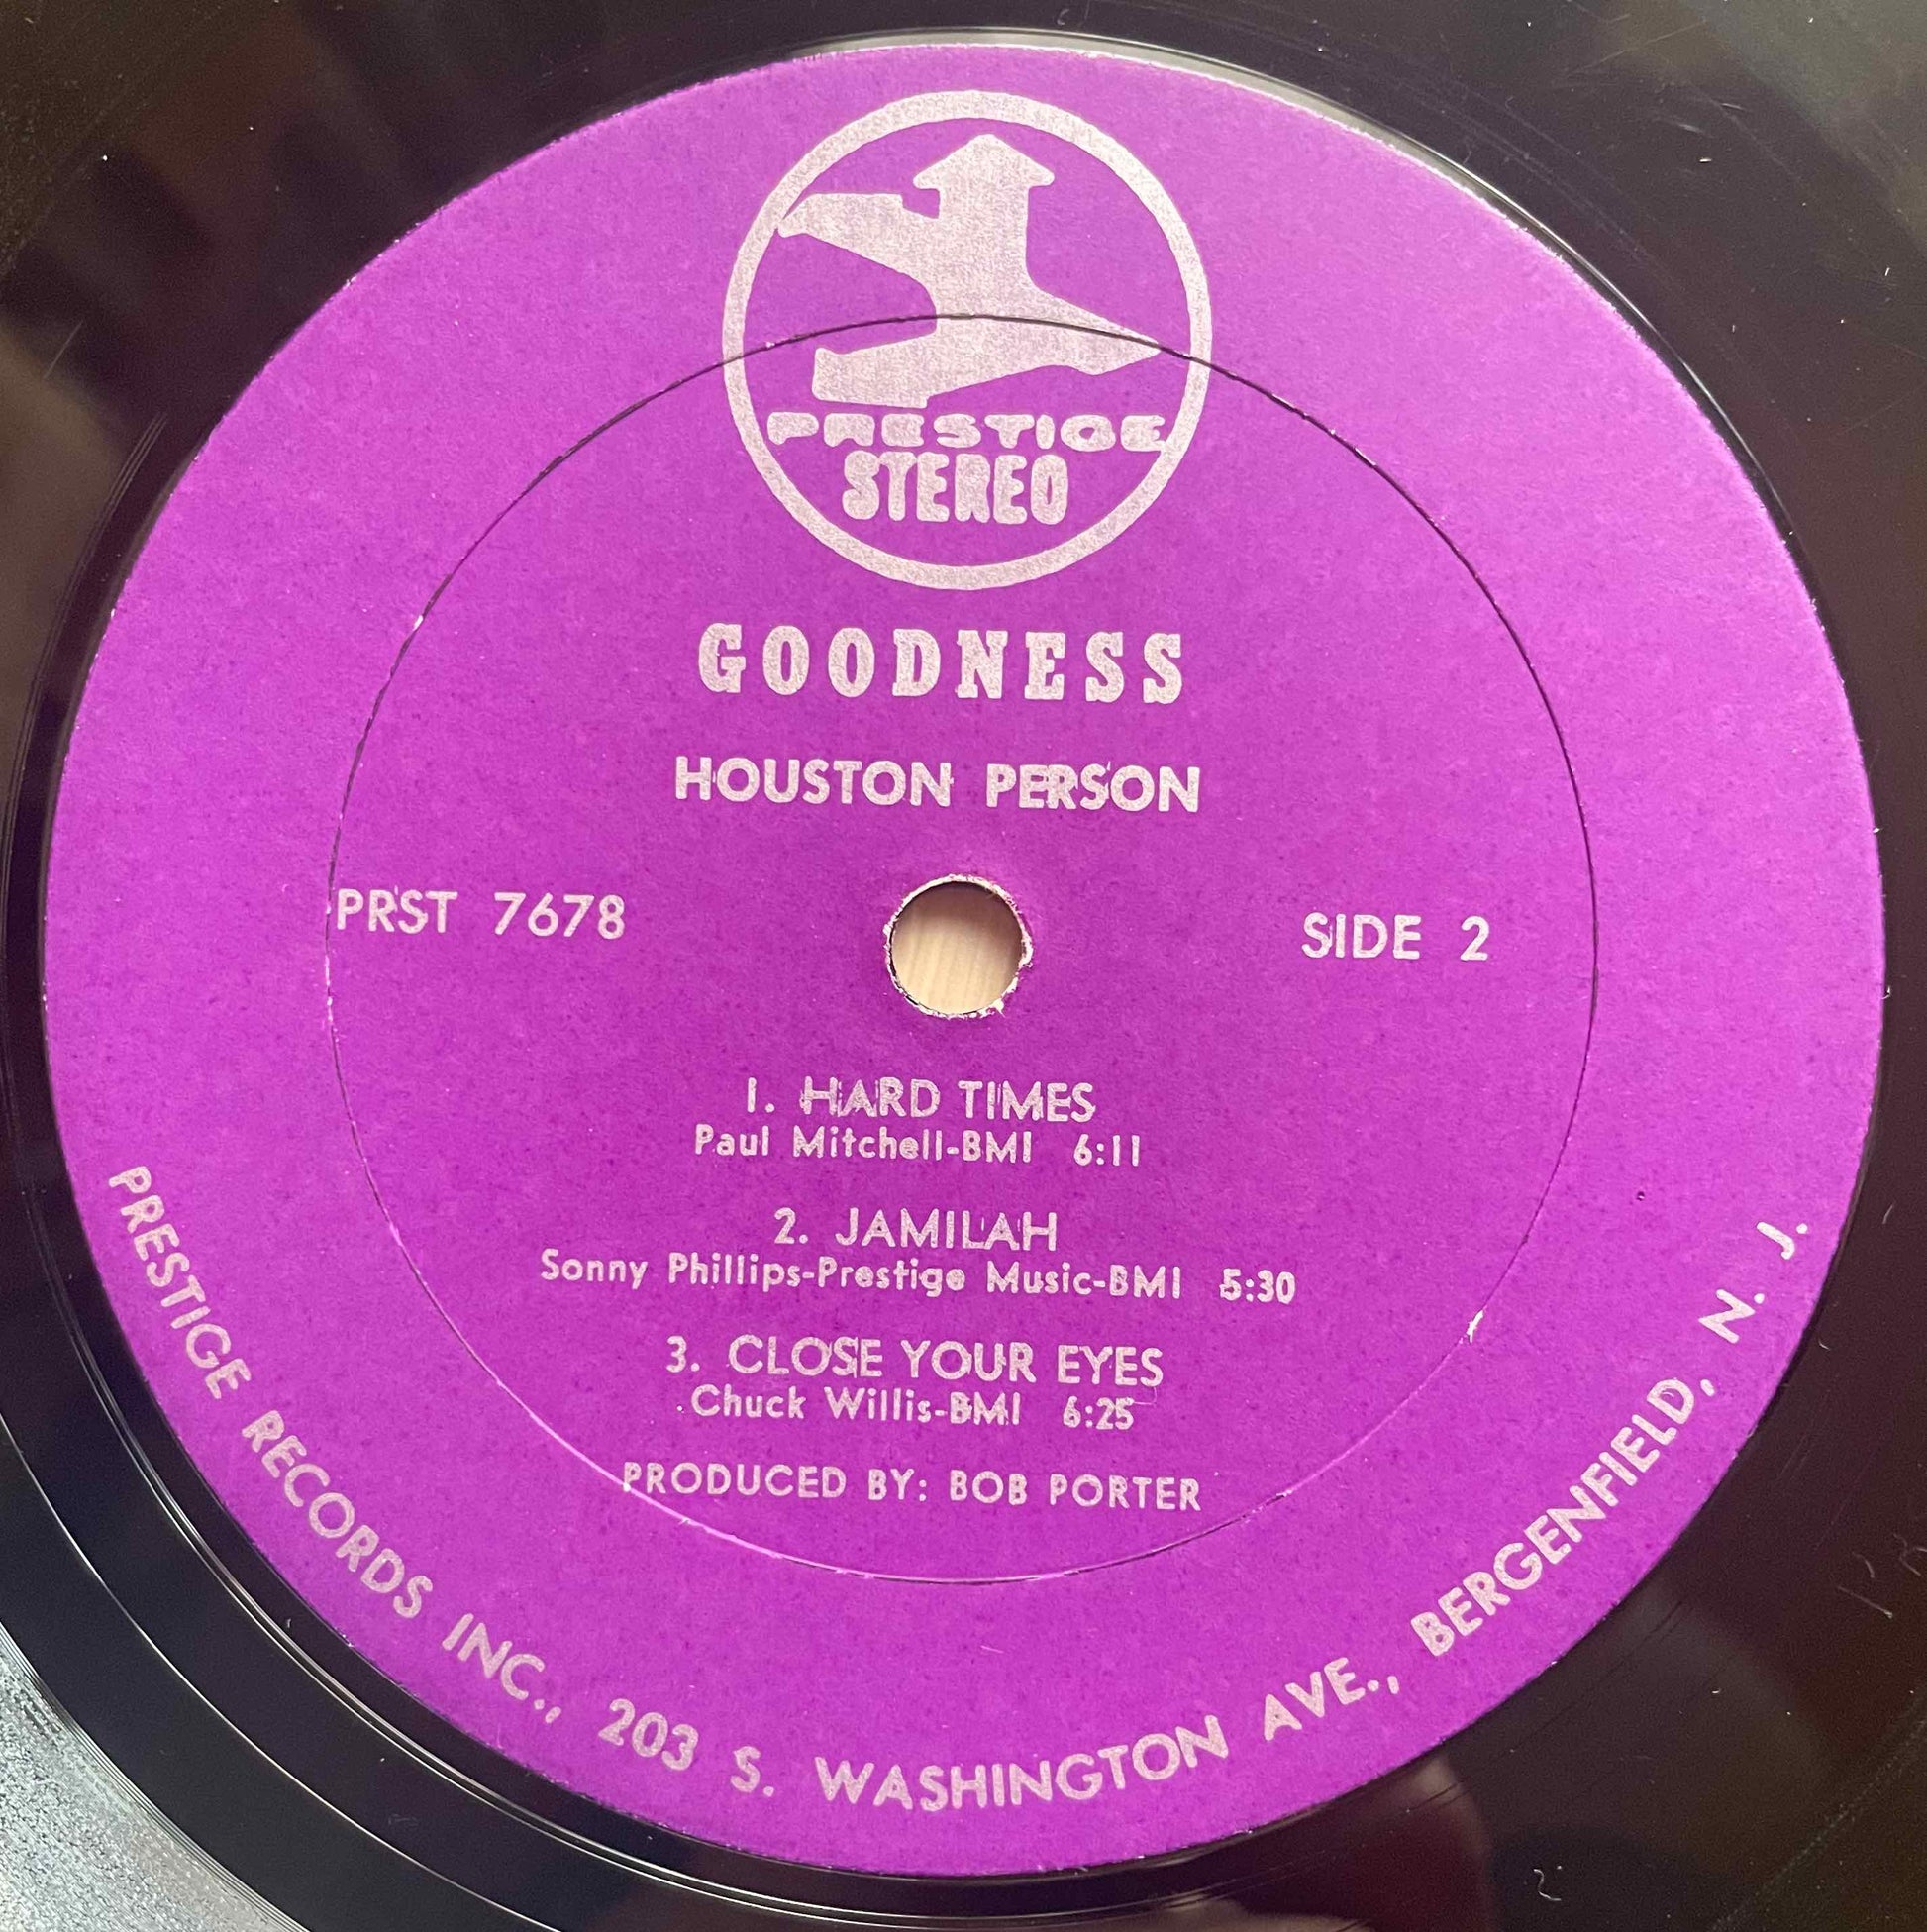 PRESTIGE
STEREO
GOODNESS
HOUSTON PERSON
PRST 7678
SIDE 2
1. HARD TIMES
Paul Mitchell-BMI 6:11
2. JAMILAH
Sonny Phillips-Prestige Music-BMI 5:30
3. CLOSE YOUR EYES
Chuck Willis-BMI 6:25
PRODUCED BY: BOB PORTER
PRESTIGE RECORDS INC., 203 S. WASHINGTON AVE., BERGENFIELD, N. J.